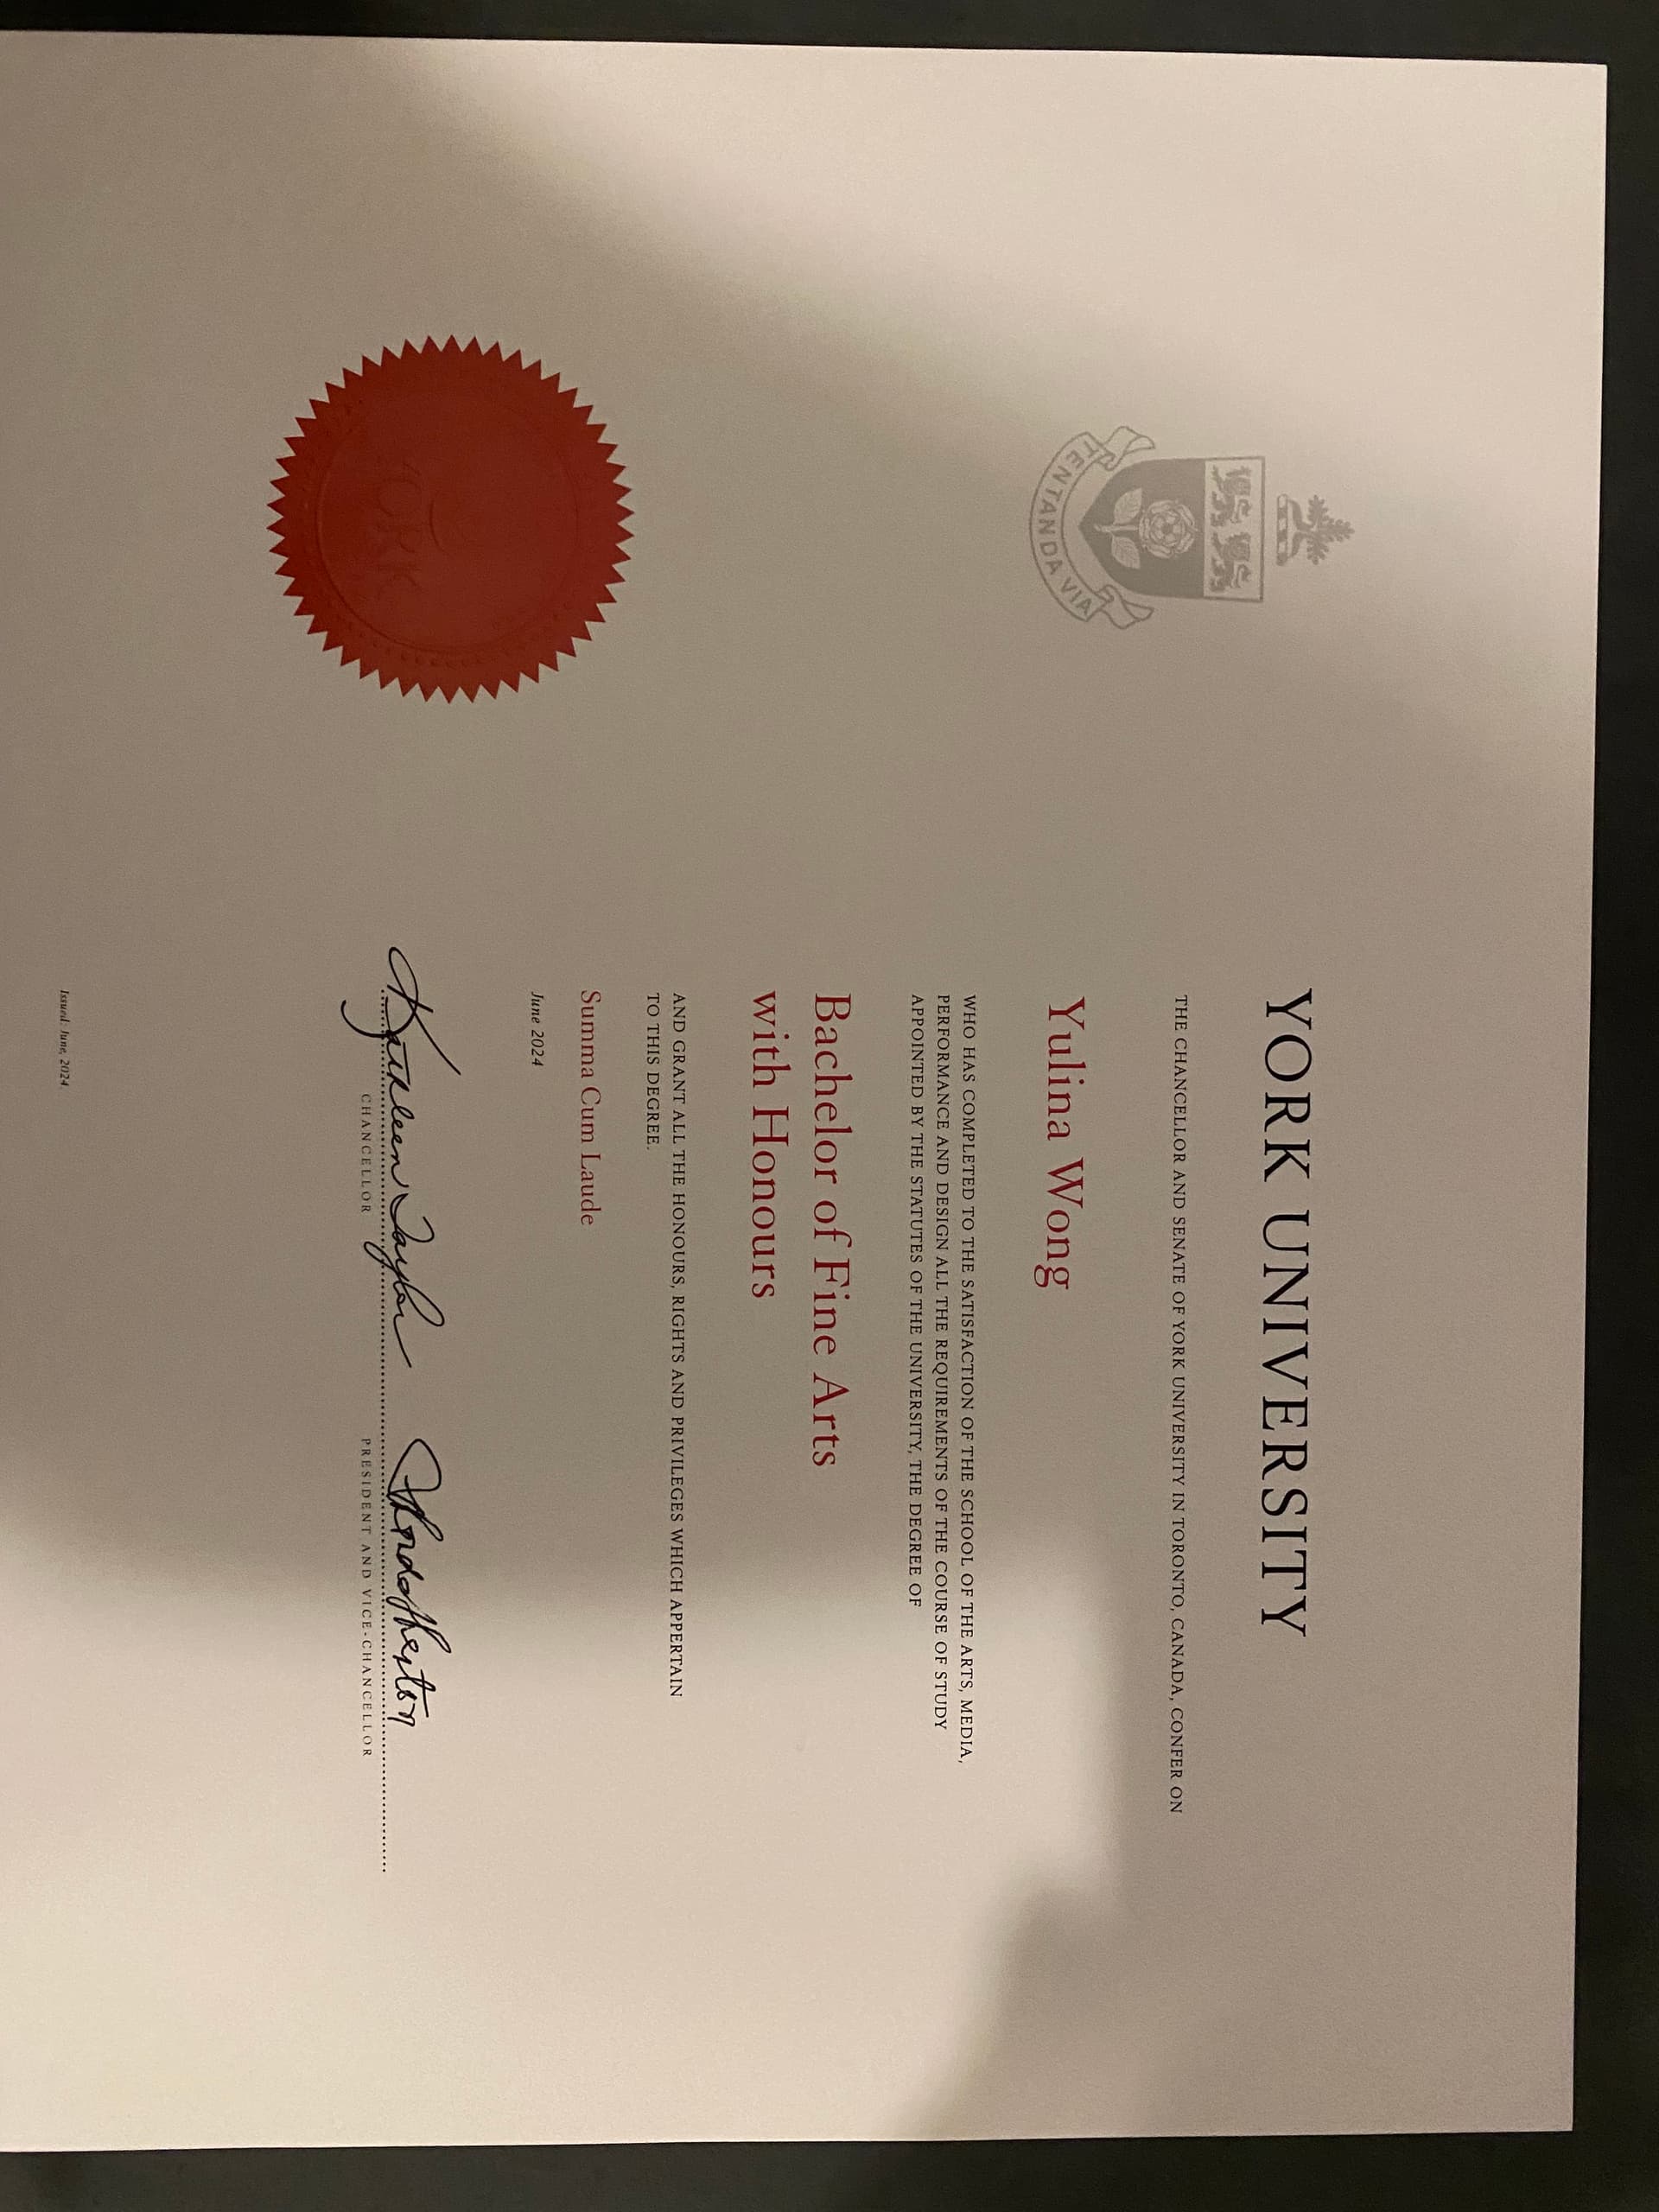 YORK UNIVERSITY
THE CHANCELLOR AND SENATE OF YORK UNIVERSITY IN TORONTO, CANADA, CONFER ON
Yulina Wong
WHO HAS COMPLETED TO THE SATISFACTION OF THE SCHOOL OF THE ARTS, MEDIA,
PERFORMANCE AND DESIGN ALL THE REQUIREMENTS OF THE COURSE OF STUDY
APPOINTED BY THE STATUTES OF THE UNIVERSITY, THE DEGREE OF
Bachelor of Fine Arts
with Honours
AND GRANT ALL THE HONOURS, RIGHTS AND PRIVILEGES WHICH APPERTAIN
TO THIS DEGREE.
Summa Cum Laude
June 2024
Kathleen Taylor
CHANCELLOR
PRESIDENT AND VICE-CHANCELLOR
Issued: June, 2024
TENTANDA VIA
YORK